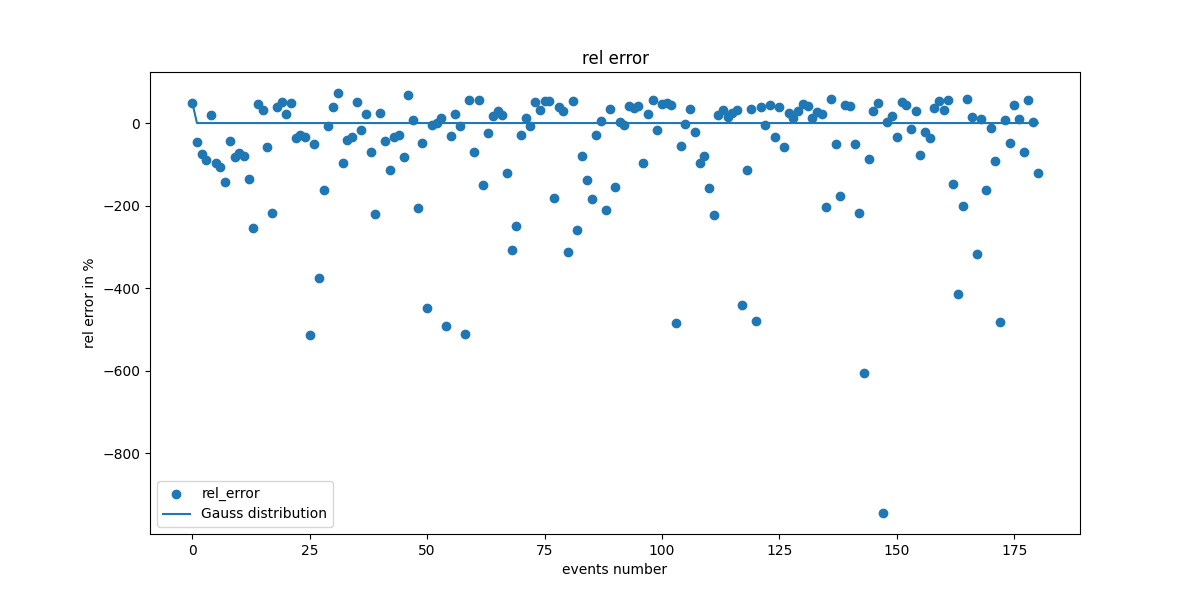 rel error
rel error in %
0
−200
−400
−600
−800
rel_error
Gauss distribution
0 25 50 75 100 125 150 175
events number